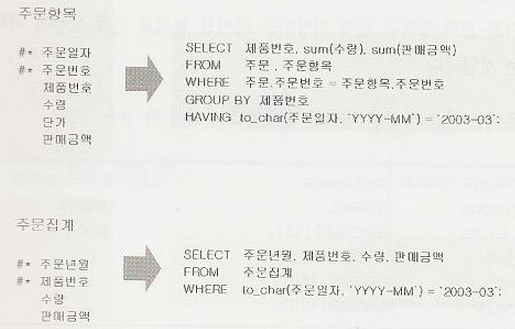 주문항목
#* 주문일자
#* 주문번호
제품번호
수량
단가
판매금액
SELECT 제품번호, sum(수량), sum(판매금액)
FROM 주문 , 주문항목
WHERE 주문.주문번호 = 주문항목.주문번호
GROUP BY 제품번호
HAVING to_char(주문일자, 'YYYY-MM') = '2003-03';
주문집계
#* 주문년월
#* 제품번호
수량
판매금액
SELECT 주문년월, 제품번호, 수량, 판매금액
FROM 주문집계
WHERE to_char(주문일자, 'YYYY-MM') = '2003-03';